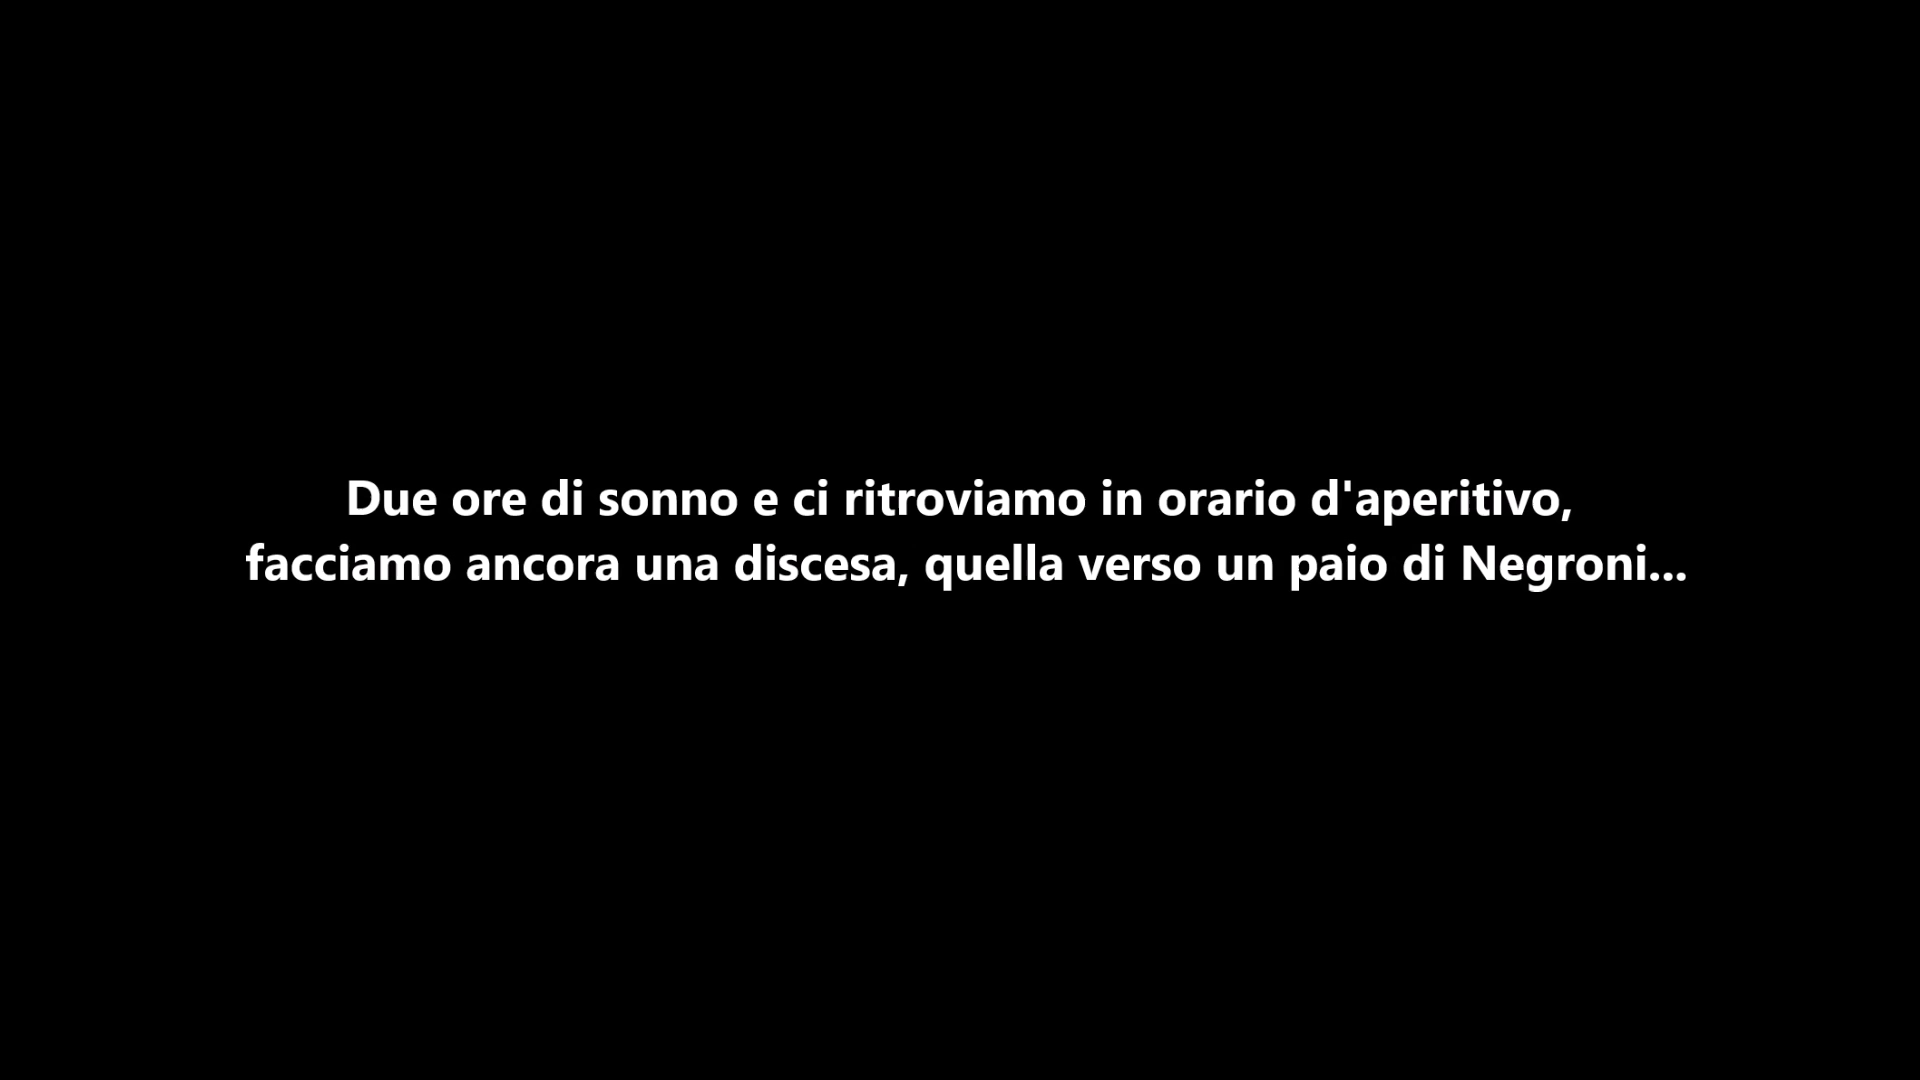 Due ore di sonno e ci ritroviamo in orario d'aperitivo,
facciamo ancora una discesa, quella verso un paio di Negroni...